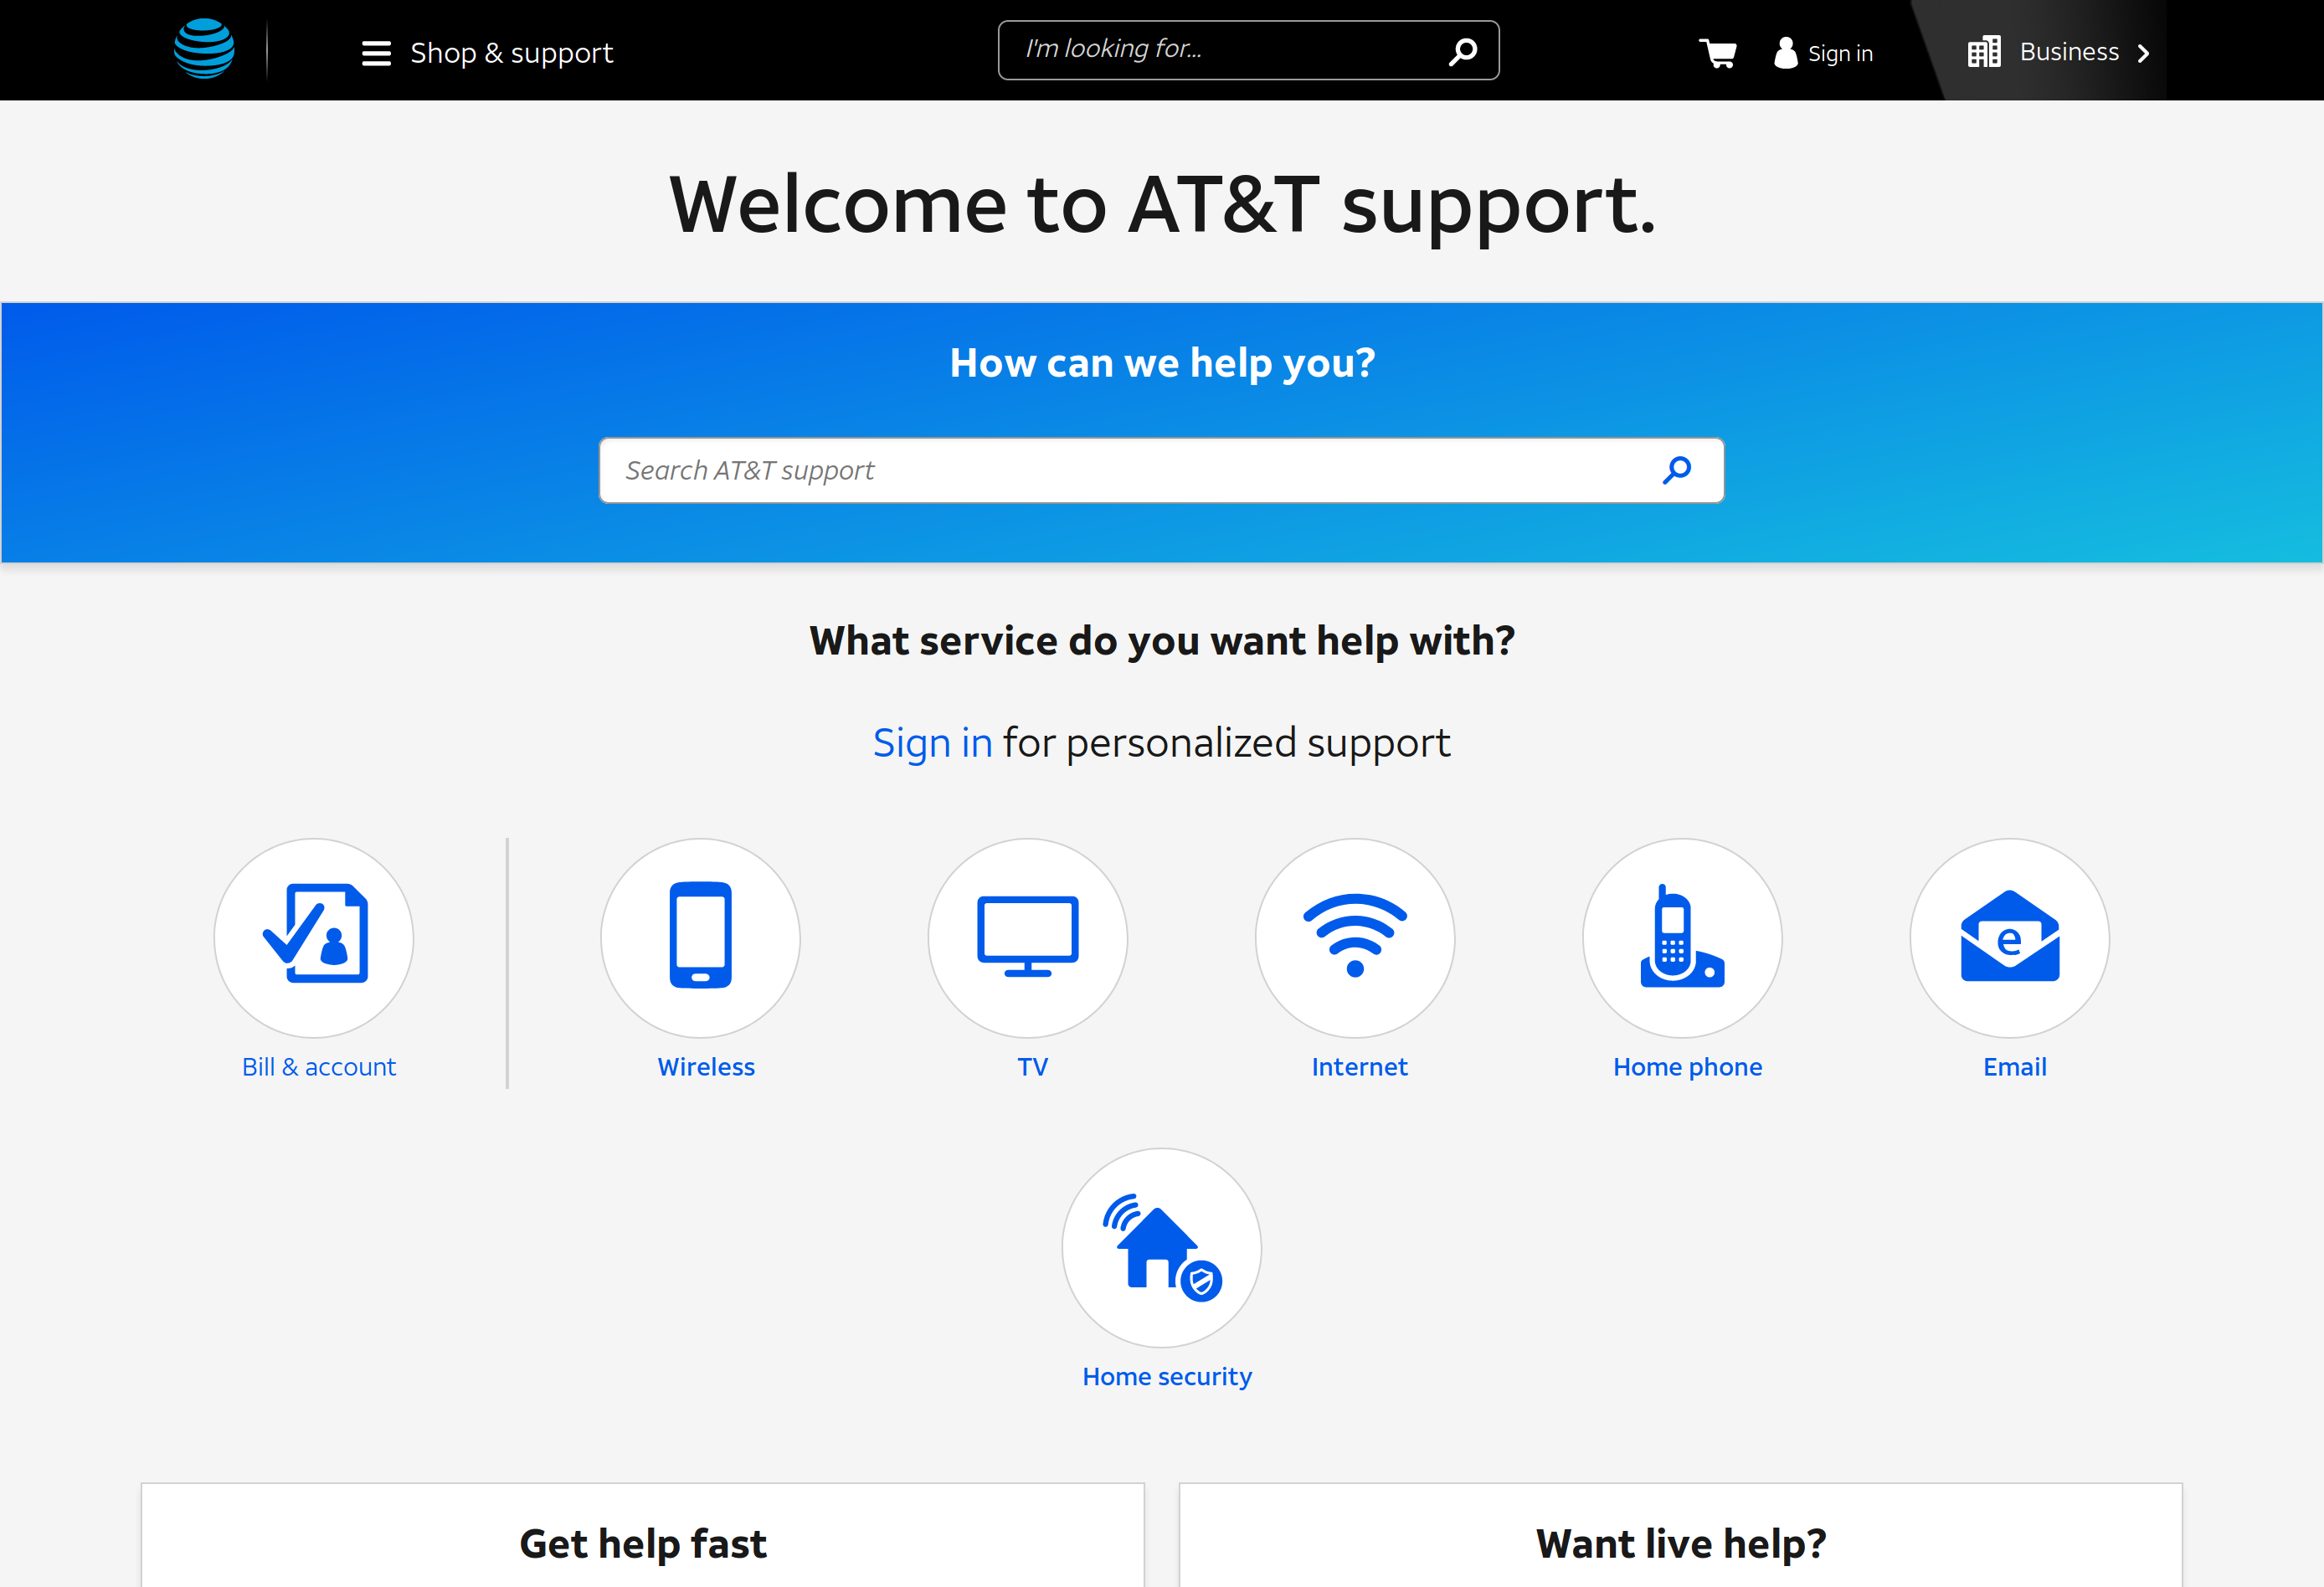 Shop & support
I'm looking for...
Sign in
Business
Welcome to AT&T support.
How can we help you?
Search AT&T support
What service do you want help with?
Sign in for personalized support
Bill & account
Wireless
TV
Internet
Home phone
e
Email
Home security
Get help fast
Want live help?